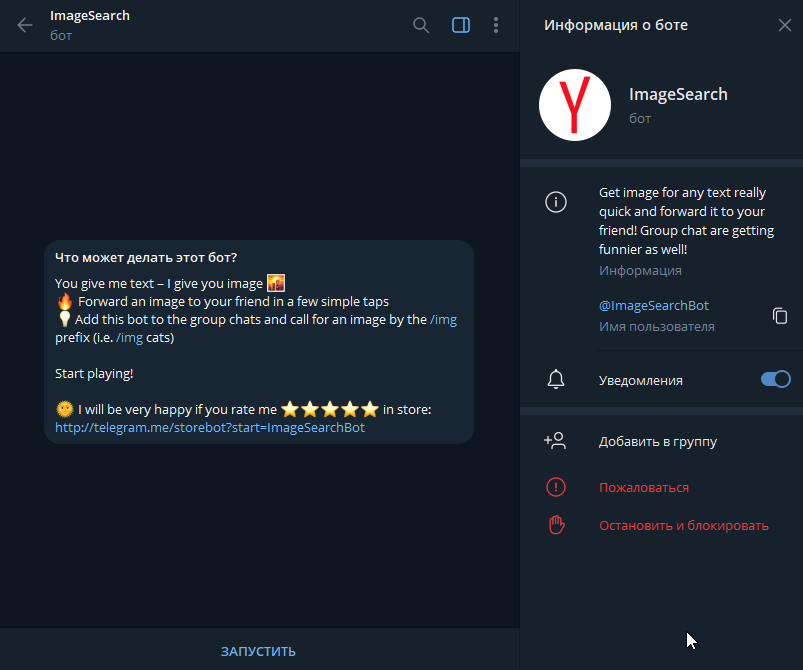 ImageSearch
бот
Что может делать этот бот?
You give me text – I give you image 🌇
🔥 Forward an image to your friend in a few simple taps
💡 Add this bot to the group chats and call for an image by the /img
prefix (i.e. /img cats)
Start playing!
🌞 I will be very happy if you rate me ⭐⭐⭐⭐⭐ in store:
http://telegram.me/storebot?start=ImageSearchBot
ЗАПУСТИТЬ
Информация о боте
Y
ImageSearch
бот
Get image for any text really
quick and forward it to your
friend! Group chat are getting
funnier as well!
Информация
@ImageSearchBot
Имя пользователя
Уведомления
Добавить в группу
Пожаловаться
Остановить и блокировать